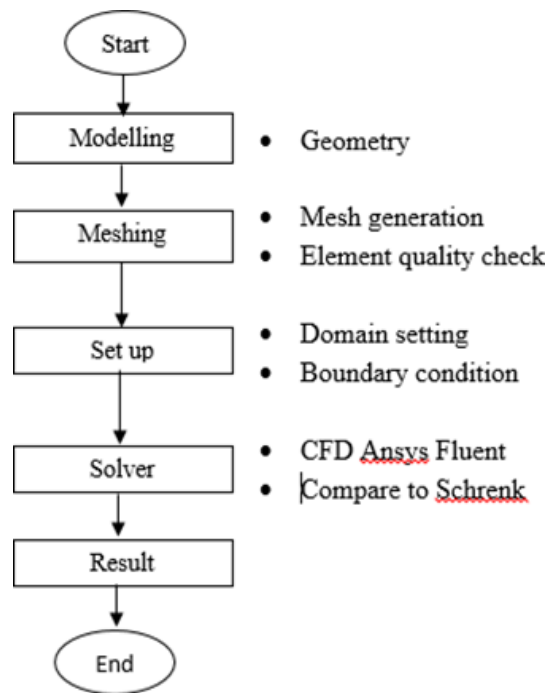 Start
Modelling
• Geometry
Meshing
• Mesh generation
• Element quality check
Set up
• Domain setting
• Boundary condition
Solver
• CFD Ansys Fluent
• Compare to Schrenk
Result
End